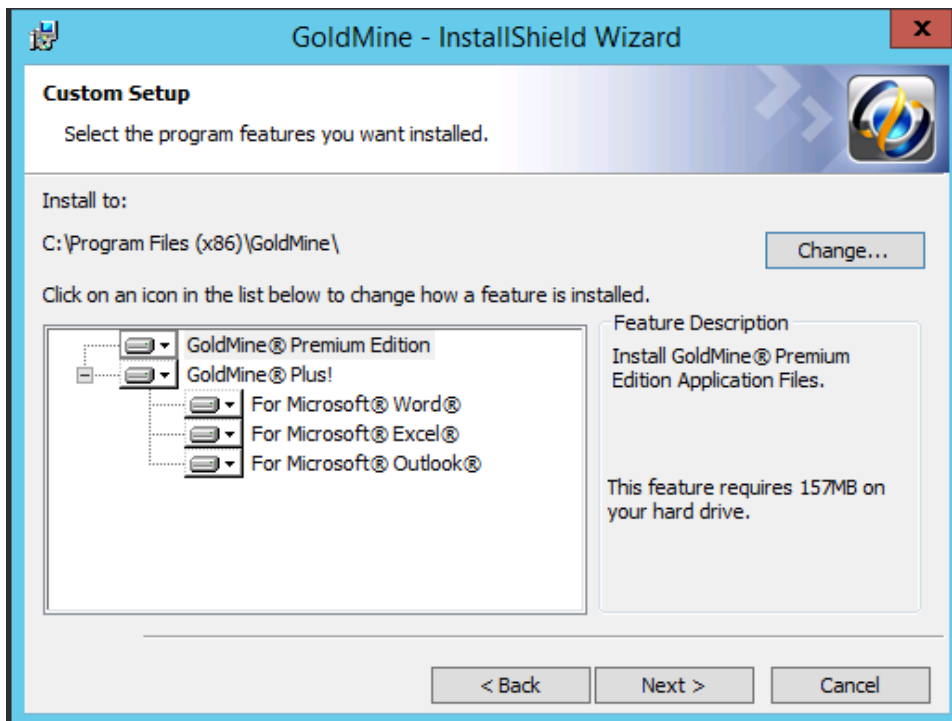 GoldMine - InstallShield Wizard
x
Custom Setup
Select the program features you want installed.
Install to:
C:\Program Files (x86)\GoldMine\
Change...
Click on an icon in the list below to change how a feature is installed.
GoldMine® Premium Edition
GoldMine® Plus!
For Microsoft® Word®
For Microsoft® Excel®
For Microsoft® Outlook®
Feature Description
Install GoldMine® Premium
Edition Application Files.
This feature requires 157MB on
your hard drive.
< Back
Next >
Cancel